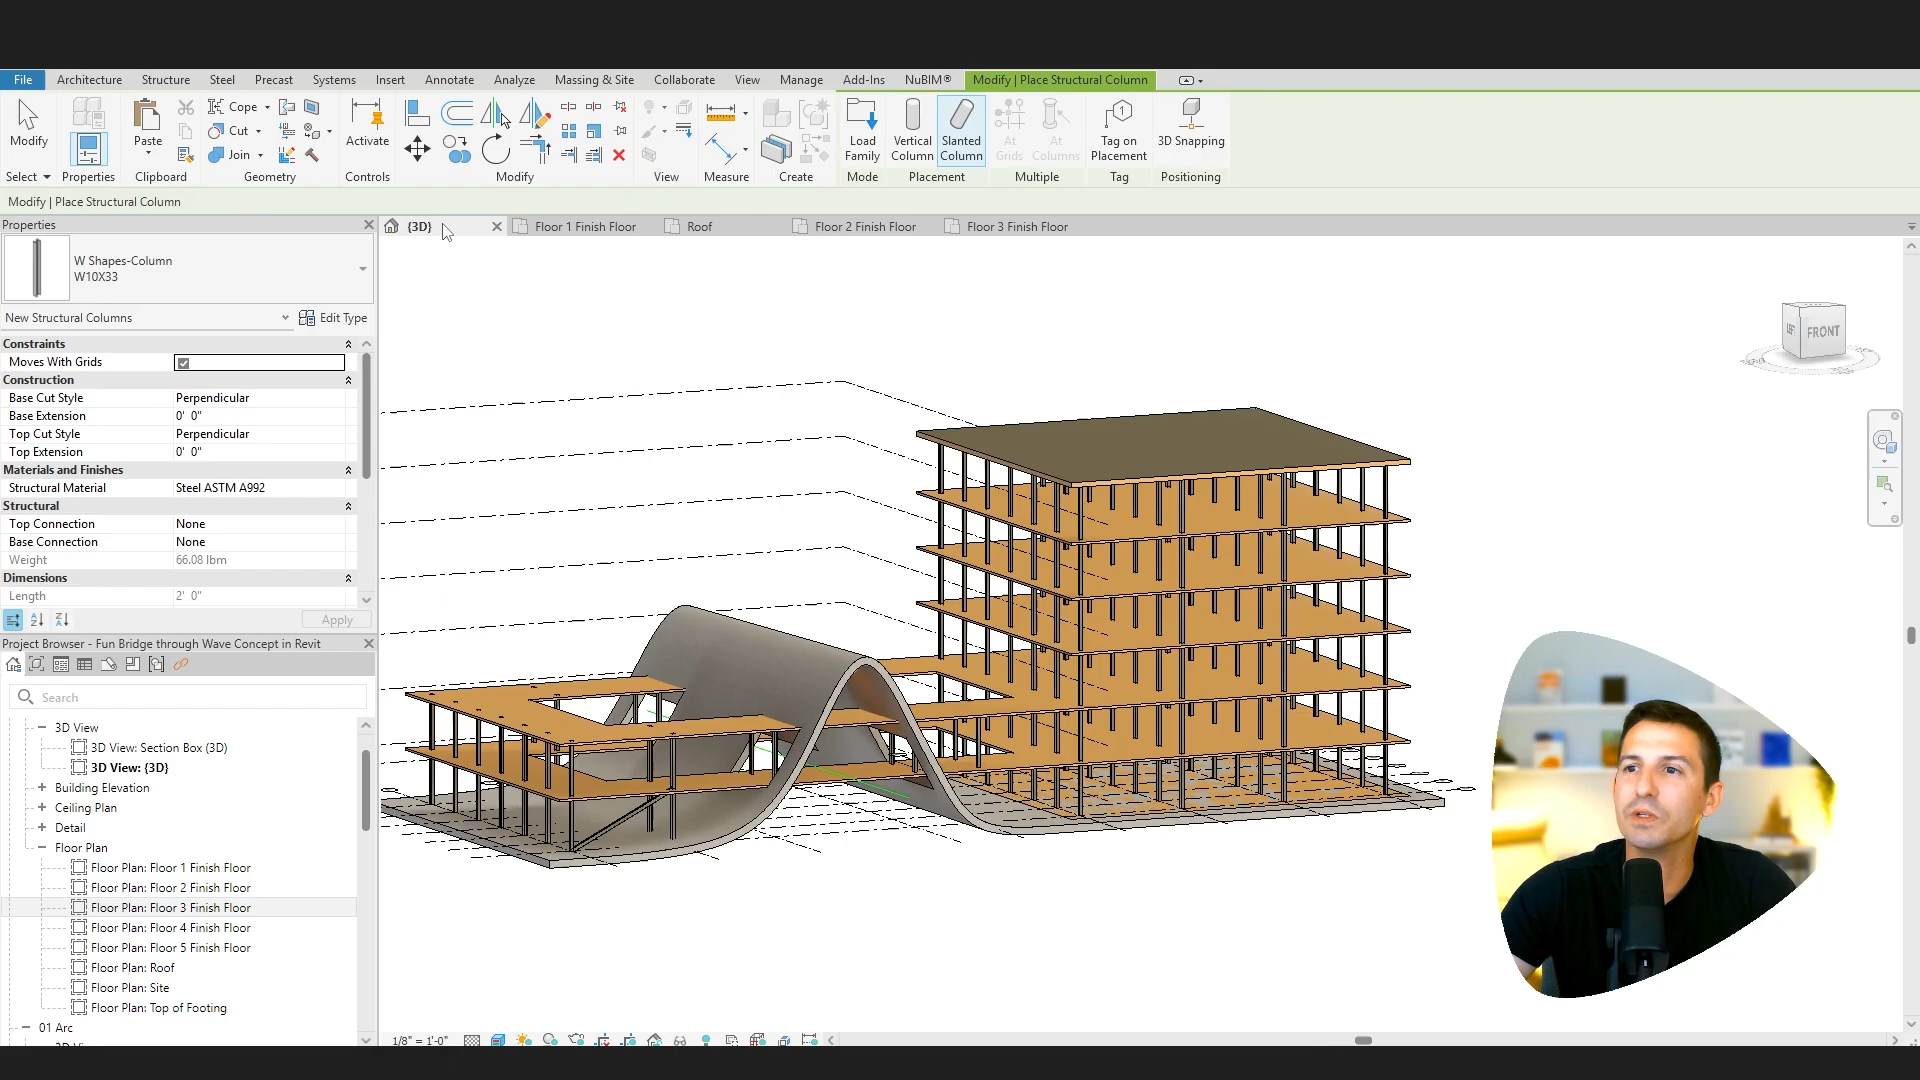 File Architecture Structure Steel Precast Systems Insert Annotate Analyze Massing & Site Collaborate View Manage Add-Ins NuBIM® Modify | Place Structural Column
Modify
Paste
Cope
Cut
Join
Activate
Load Family
Vertical Column
Slanted Column
At Grids
At Columns
Tag on Placement
3D Snapping
Select Properties Clipboard Geometry Controls Modify View Measure Create Mode Placement Multiple Tag Positioning
Modify | Place Structural Column
Properties
{3D} Floor 1 Finish Floor Roof Floor 2 Finish Floor Floor 3 Finish Floor
W Shapes-Column
W10X33
New Structural Columns Edit Type
Constraints
Moves With Grids
Construction
Base Cut Style Perpendicular
Base Extension 0' 0"
Top Cut Style Perpendicular
Top Extension 0' 0"
Materials and Finishes
Structural Material Steel ASTM A992
Structural
Top Connection None
Base Connection None
Weight 66.08 lbm
Dimensions
Length 2' 0"
Apply
Project Browser - Fun Bridge through Wave Concept in Revit
Search
3D View
3D View: Section Box (3D)
3D View: {3D}
Building Elevation
Ceiling Plan
Detail
Floor Plan
Floor Plan: Floor 1 Finish Floor
Floor Plan: Floor 2 Finish Floor
Floor Plan: Floor 3 Finish Floor
Floor Plan: Floor 4 Finish Floor
Floor Plan: Floor 5 Finish Floor
Floor Plan: Roof
Floor Plan: Site
Floor Plan: Top of Footing
01 Arc
LEFT FRONT
1/8" = 1'-0"